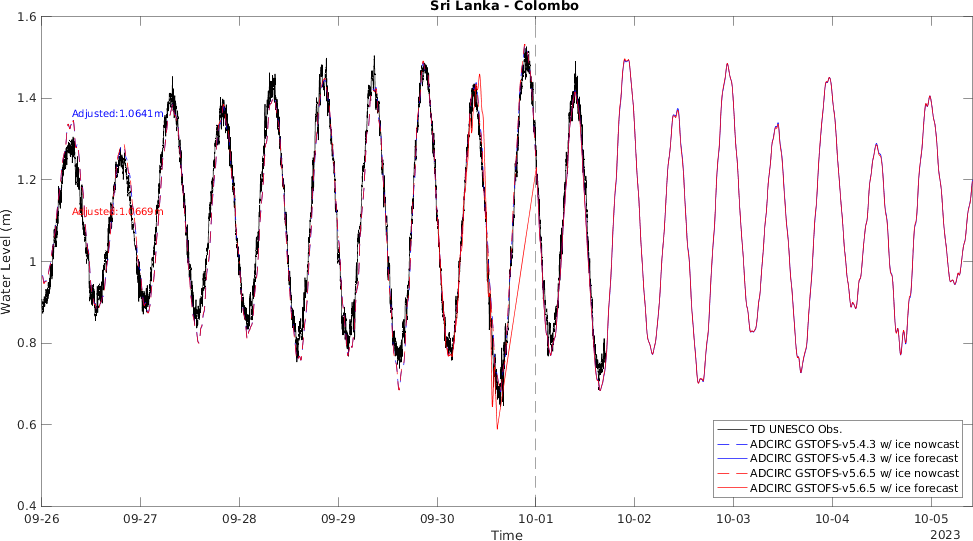 Sri Lanka - Colombo
1.6
1.4
1.2
1
0.8
0.6
0.4
Water Level (m)
Adjusted:1.0641m
Adjusted:1.0669m
TD UNESCO Obs.
ADCIRC GSTOFS-v5.4.3 w/ ice nowcast
ADCIRC GSTOFS-v5.4.3 w/ ice forecast
ADCIRC GSTOFS-v5.6.5 w/ ice nowcast
ADCIRC GSTOFS-v5.6.5 w/ ice forecast
09-26 09-27 09-28 09-29 09-30 10-01 10-02 10-03 10-04 10-05
Time
2023